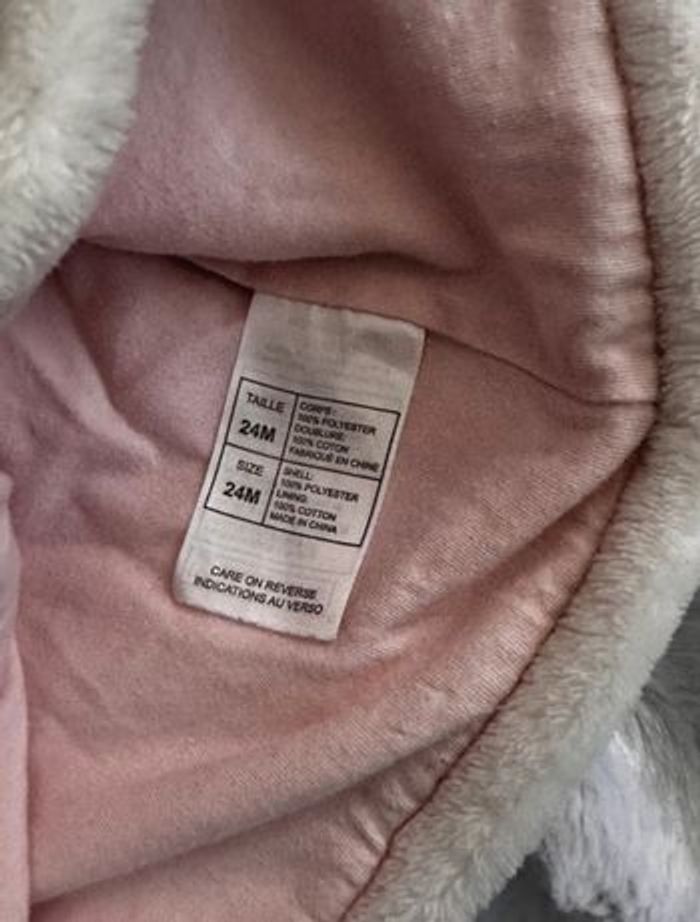 TAILLE
24M
CORPS:
100% POLYESTER
DOUBLURE:
100% COTON
FABRIQUÉ EN CHINE
SIZE
24M
SHELL:
100% POLYESTER
LINING:
100% COTTON
MADE IN CHINA
CARE ON REVERSE
INDICATIONS AU VERSO